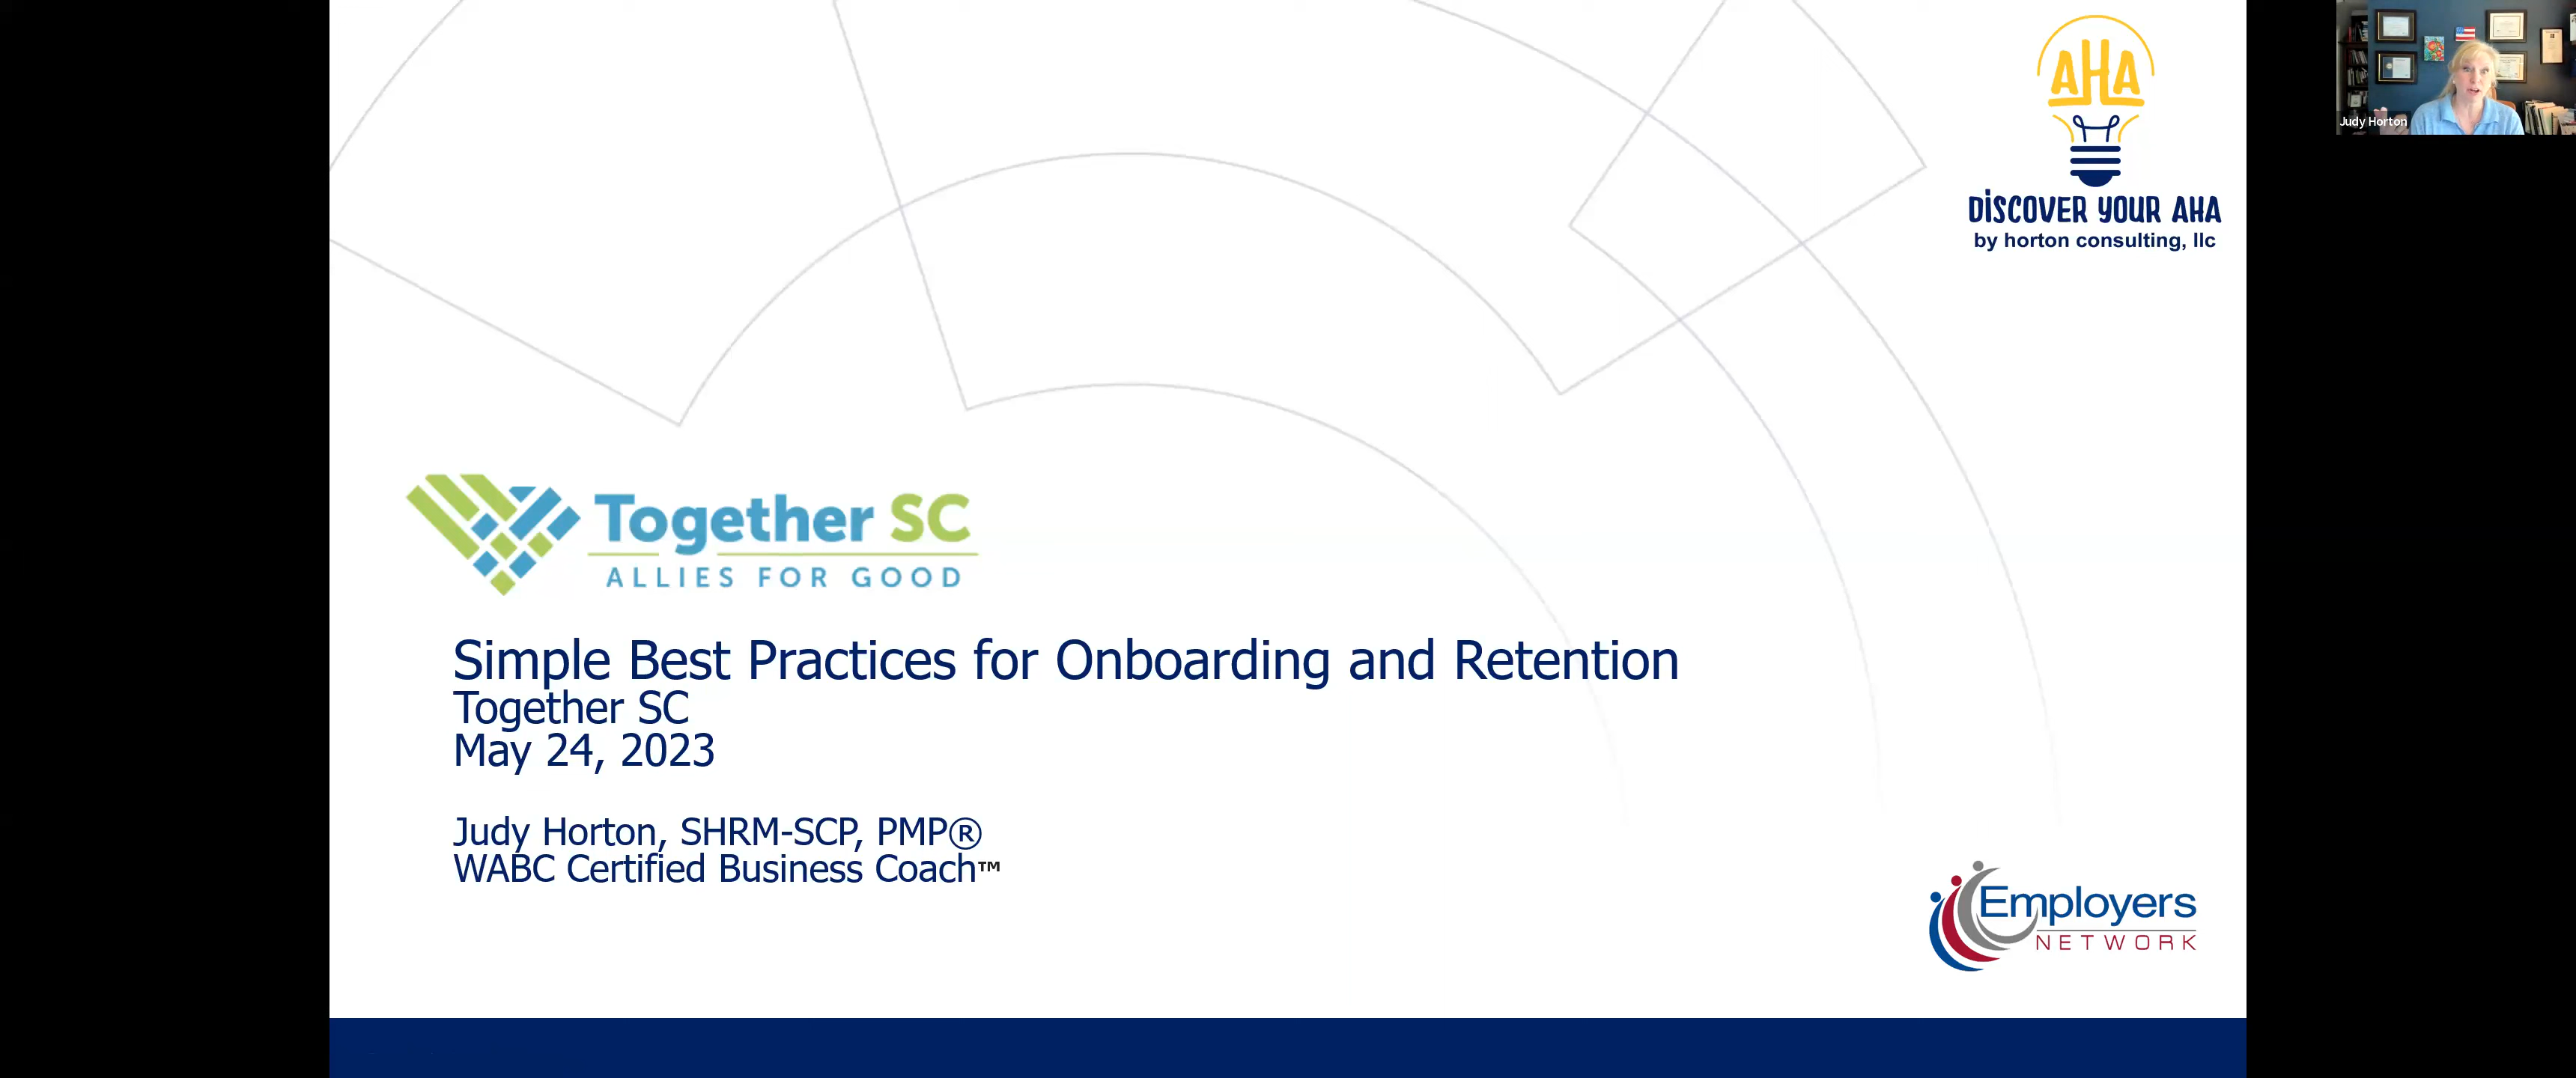 AHA
DISCOVER YOUR AHA
by horton consulting, llc
Judy Horton
Together SC
ALLIES FOR GOOD
Simple Best Practices for Onboarding and Retention
Together SC
May 24, 2023
Judy Horton, SHRM-SCP, PMP®
WABC Certified Business Coach™
Employers
NETWORK